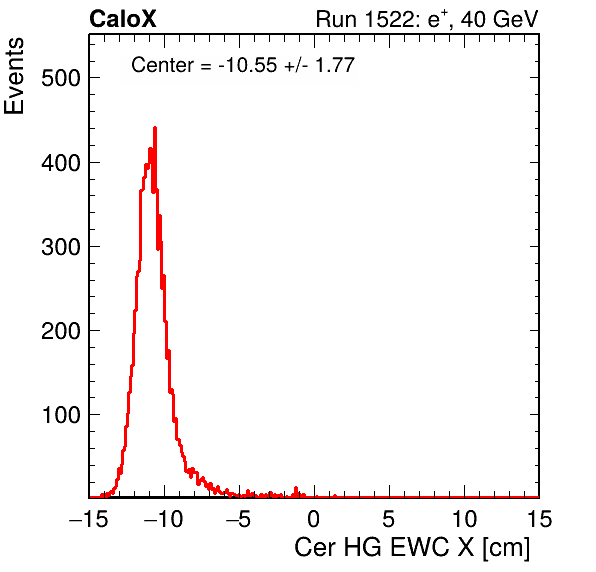 CaloX Run 1522: e⁺, 40 GeV
Events
Center = -10.55 +/- 1.77
500
400
300
200
100
−15 −10 −5 0 5 10 15
Cer HG EWC X [cm]